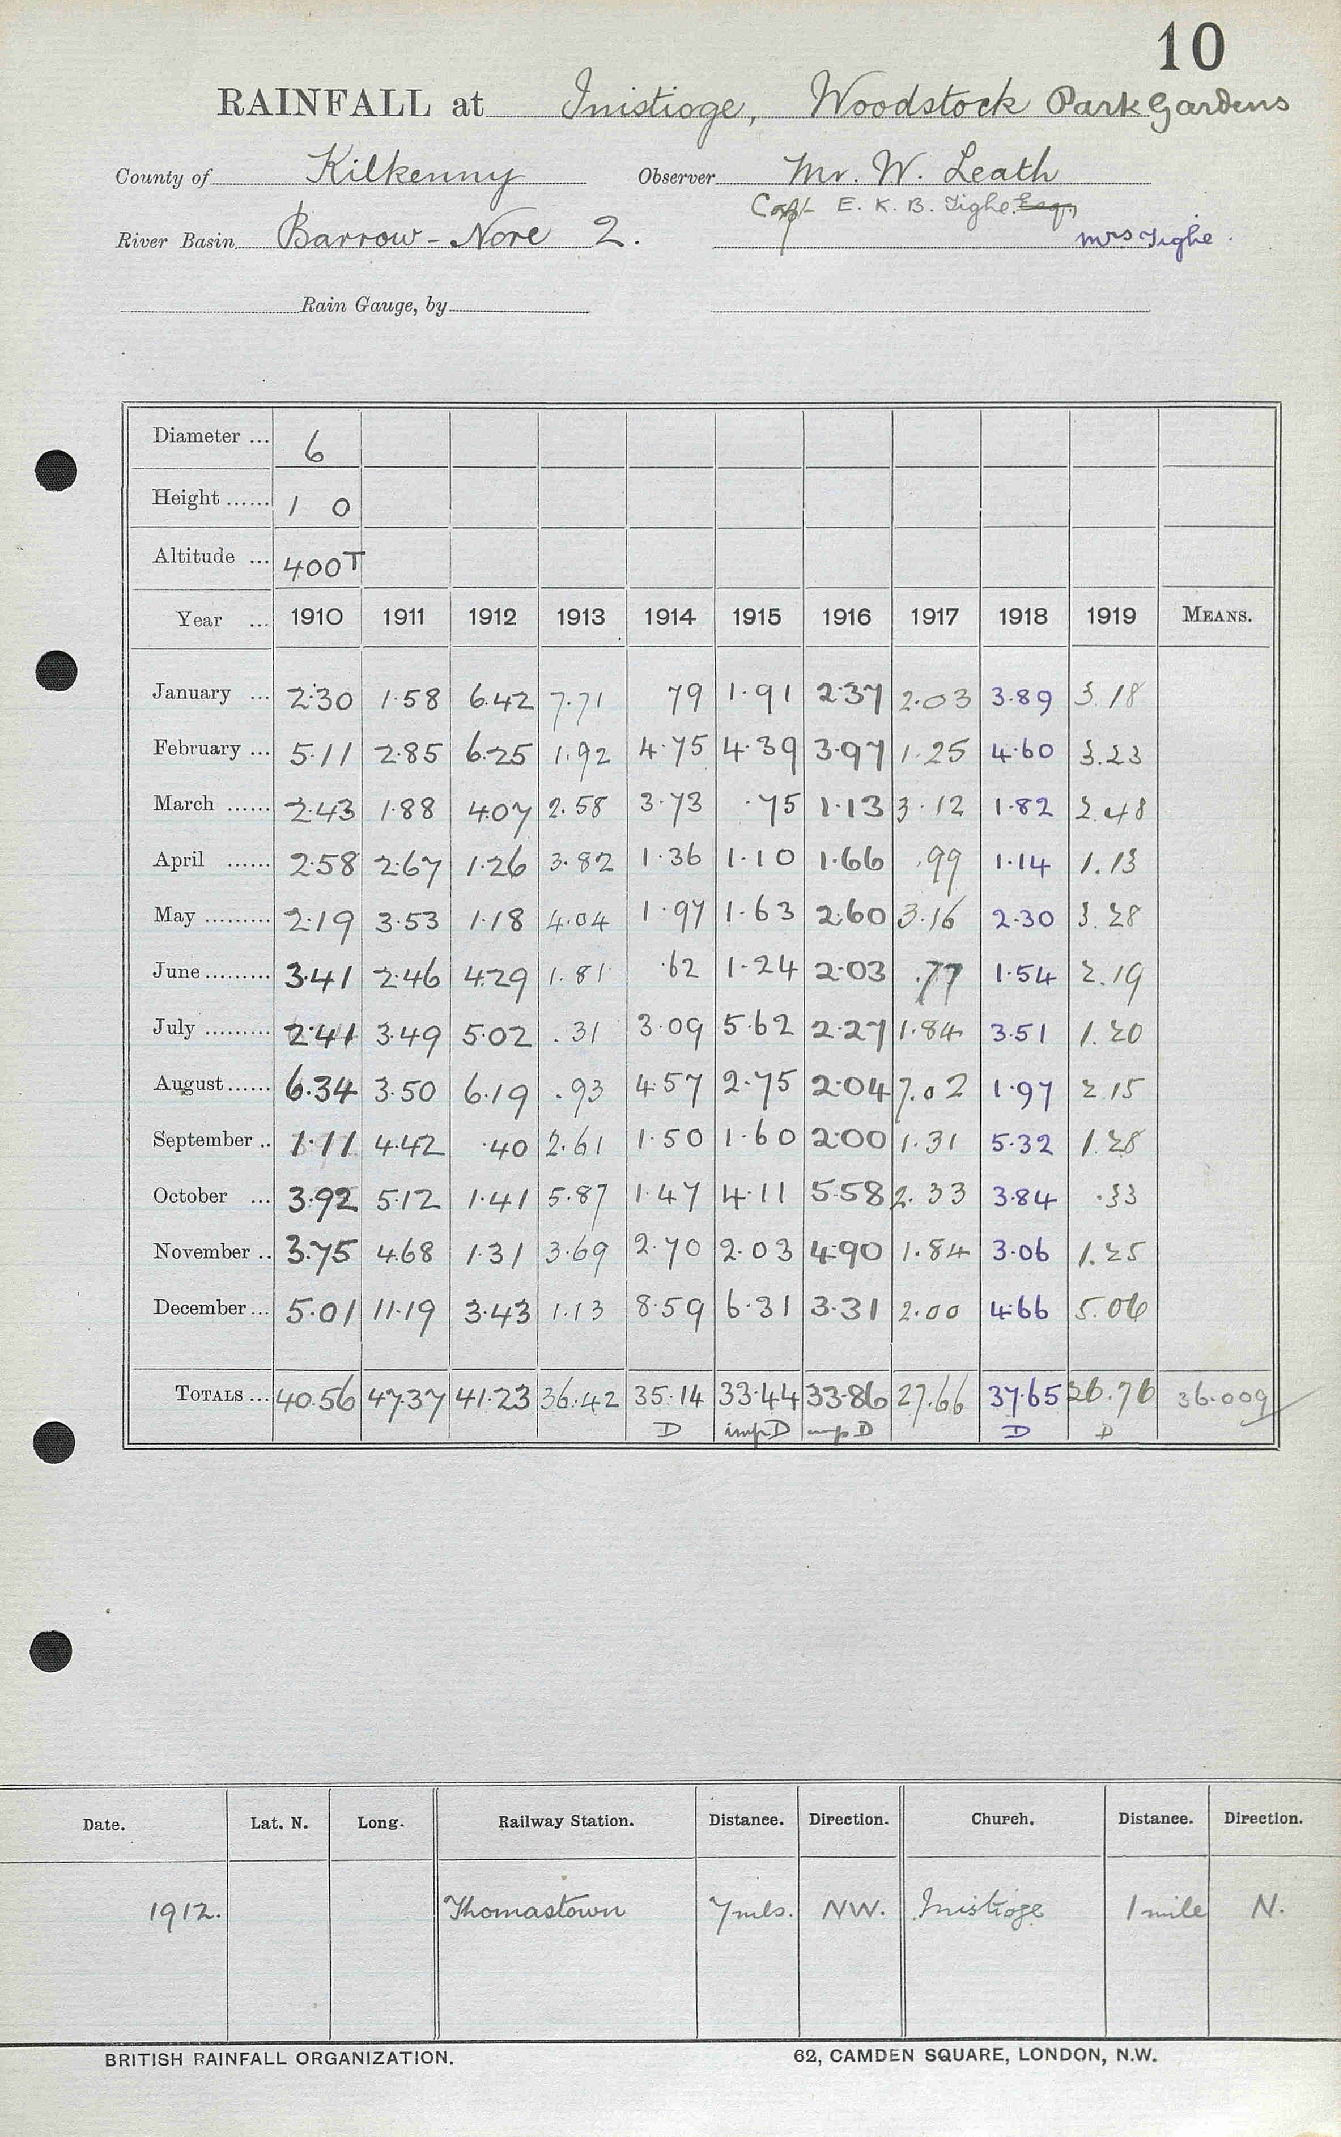 10
RAINFALL at Inistioge, Woodstock Park Gardens
County of Kilkenny Observer Mr. W. Leath
Capt E. K. B. Tighe Esq,
River Basin Barrow - Nore 2. Mrs Tighe
Rain Gauge, by
Diameter ... 6
Height ...... 1 0
Altitude ... 400T
Year ... 1910 1911 1912 1913 1914 1915 1916 1917 1918 1919 MEANS.
January ... 2.30 1.58 6.42 7.71 79 1.91 2.37 2.03 3.89 3.18
February ... 5.11 2.85 6.25 1.92 4.75 4.39 3.97 1.25 4.60 3.23
March ...... 2.43 1.88 4.07 2.58 3.73 .75 1.13 3.12 1.82 2.48
April ...... 2.58 2.67 1.26 3.82 1.36 1.10 1.66 .99 1.14 1.13
May ......... 2.19 3.53 1.18 4.04 1.97 1.63 2.60 3.16 2.30 3.28
June ......... 3.41 2.46 4.29 1.81 .62 1.24 2.03 .77 1.54 2.19
July ......... 2.41 3.49 5.02 .31 3.09 5.62 2.27 1.84 3.51 1.20
August ...... 6.34 3.50 6.19 .93 4.57 2.75 2.04 7.02 1.97 2.15
September .. 1.11 4.42 .40 2.61 1.50 1.60 2.00 1.31 5.32 1.28
October ... 3.92 5.12 1.41 5.87 1.47 4.11 5.58 2.33 3.84 .33
November .. 3.75 4.68 1.31 3.69 2.70 2.03 4.90 1.84 3.06 1.25
December ... 5.01 11.19 3.43 1.13 8.59 6.31 3.31 2.00 4.66 5.06
TOTALS ... 40.56 47.37 41.23 36.42 35.14 33.44 33.86 27.66 37.65 26.76 36.009
D impD imp D D D
Date. Lat. N. Long. Railway Station. Distance. Direction. Church. Distance. Direction.
1912. Thomastown 7 mls. NW. Inistioge 1 mile N.
BRITISH RAINFALL ORGANIZATION. 62, CAMDEN SQUARE, LONDON, N.W.